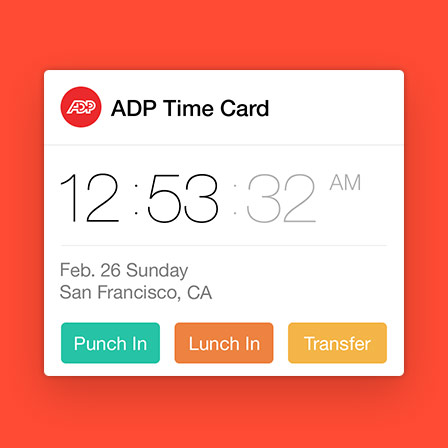 ADP ADP Time Card
12:53:32 AM
Feb. 26 Sunday
San Francisco, CA
Punch In Lunch In Transfer